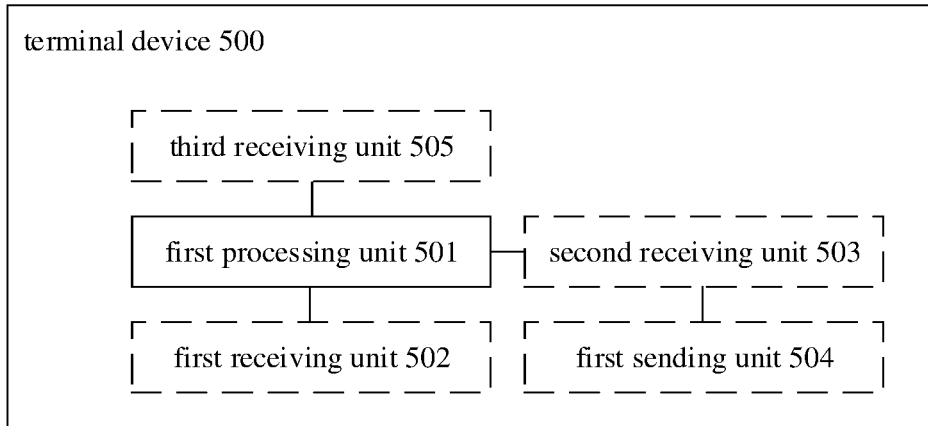 terminal device 500
third receiving unit 505
first processing unit 501
second receiving unit 503
first receiving unit 502
first sending unit 504